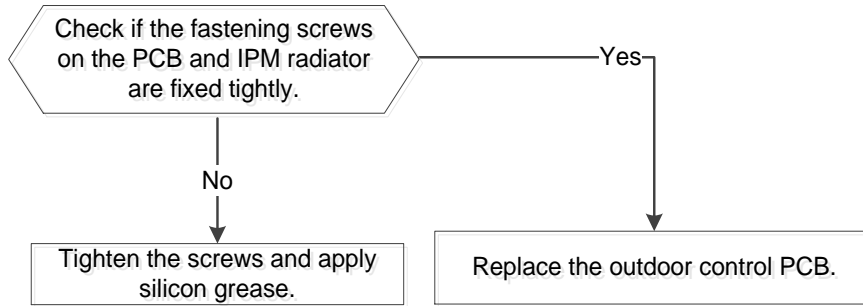 Check if the fastening screws
on the PCB and IPM radiator
are fixed tightly.
Yes
No
Tighten the screws and apply
silicon grease.
Replace the outdoor control PCB.